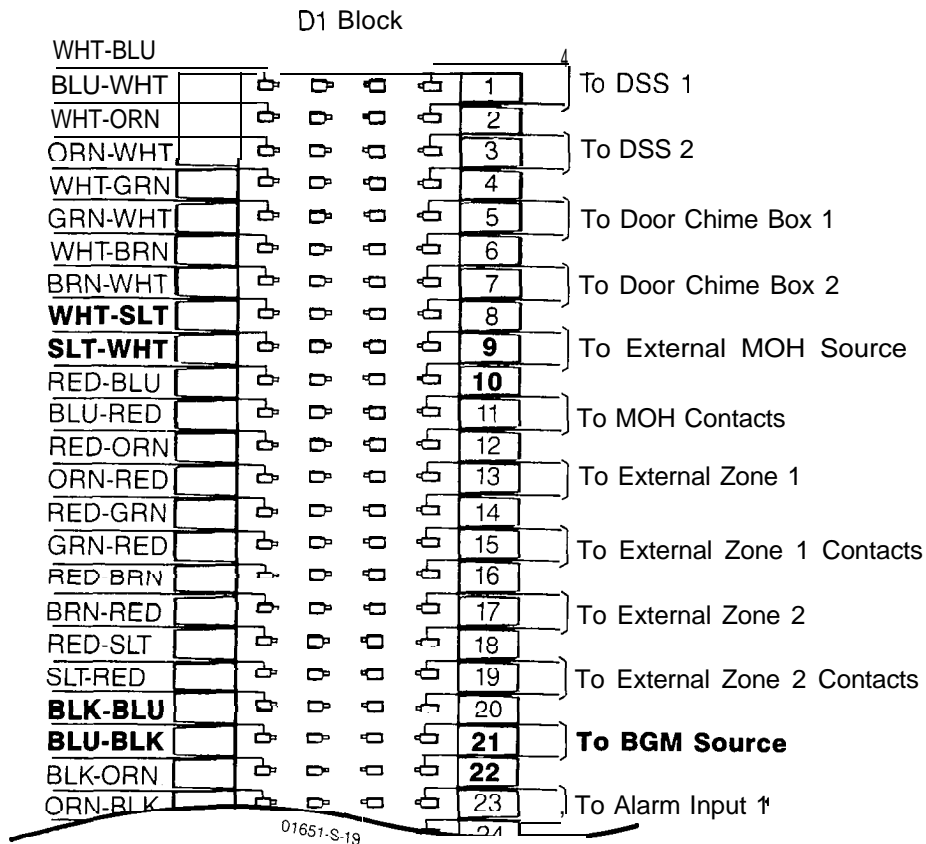 D1 Block
WHT-BLU
4
BLU-WHT 1 To DSS 1
WHT-ORN 2
ORN-WHT 3 To DSS 2
WHT-GRN 4
GRN-WHT 5 To Door Chime Box 1
WHT-BRN 6
BRN-WHT 7 To Door Chime Box 2
WHT-SLT 8
SLT-WHT 9 To External MOH Source
RED-BLU 10
BLU-RED 11 To MOH Contacts
RED-ORN 12
ORN-RED 13 To External Zone 1
RED-GRN 14
GRN-RED 15 To External Zone 1 Contacts
RED BRN 16
BRN-RED 17 To External Zone 2
RED-SLT 18
SLT-RED 19 To External Zone 2 Contacts
BLK-BLU 20
BLU-BLK 21 To BGM Source
BLK-ORN 22
ORN-BLK 23 To Alarm Input 1
24
01651-S-19